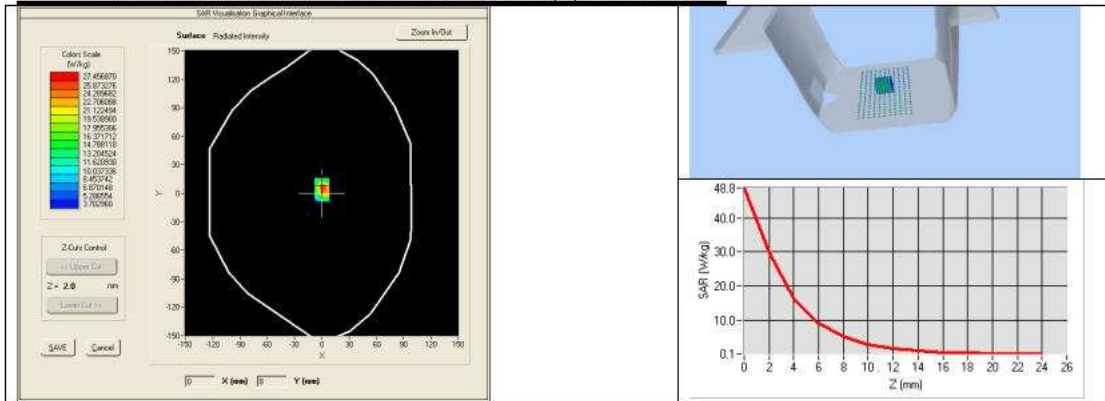 SAR Visualisation Graphical Interface
Surface Radiated Intensity
Zoom In/Out
Colors Scale
(W/kg)
27.456870
25.873276
24.289682
22.706088
21.122494
19.538900
17.955306
16.371712
14.788118
13.204524
11.620930
10.037336
8.453742
6.870148
5.286554
3.702960
Z-Cuts Control
<< Upper Cut
Z = 2.0 mm
Lower Cut >>
SAVE Cancel
150-
120-
90-
60-
30-
0-
-30-
-60-
-90-
-120-
-150-
Y
-150 -120 -90 -60 -30 0 30 60 90 120 150
X
0 X (mm) 0 Y (mm)
48.8-
40.0-
30.0-
20.0-
10.0-
0.1-
SAR (W/kg)
0 2 4 6 8 10 12 14 16 18 20 22 24 26
Z (mm)